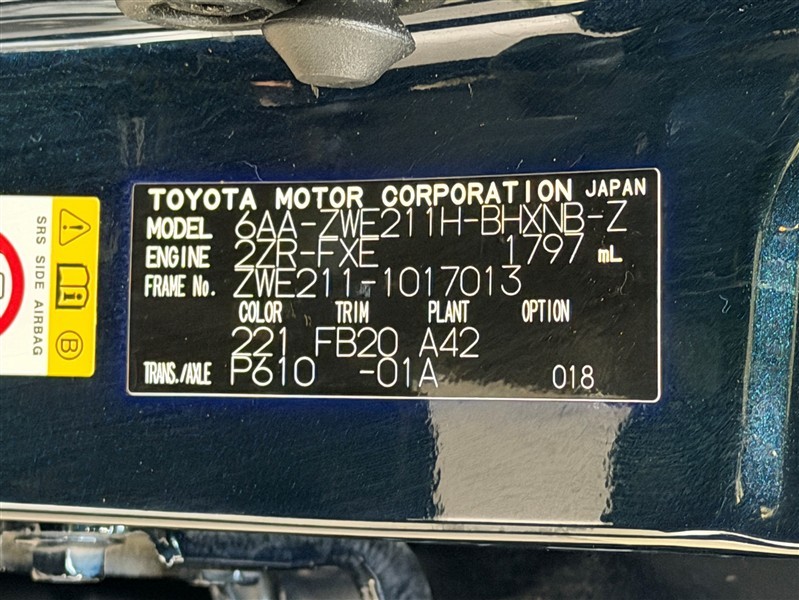 TOYOTA MOTOR CORPORATION JAPAN
MODEL 6AA-ZWE211H-BHXNB-Z
ENGINE 2ZR-FXE 1797 mL
FRAME No. ZWE211-1017013
COLOR TRIM PLANT OPTION
221 FB20 A42
TRANS./AXLE P610 -01A 018
SRS SIDE AIRBAG
B